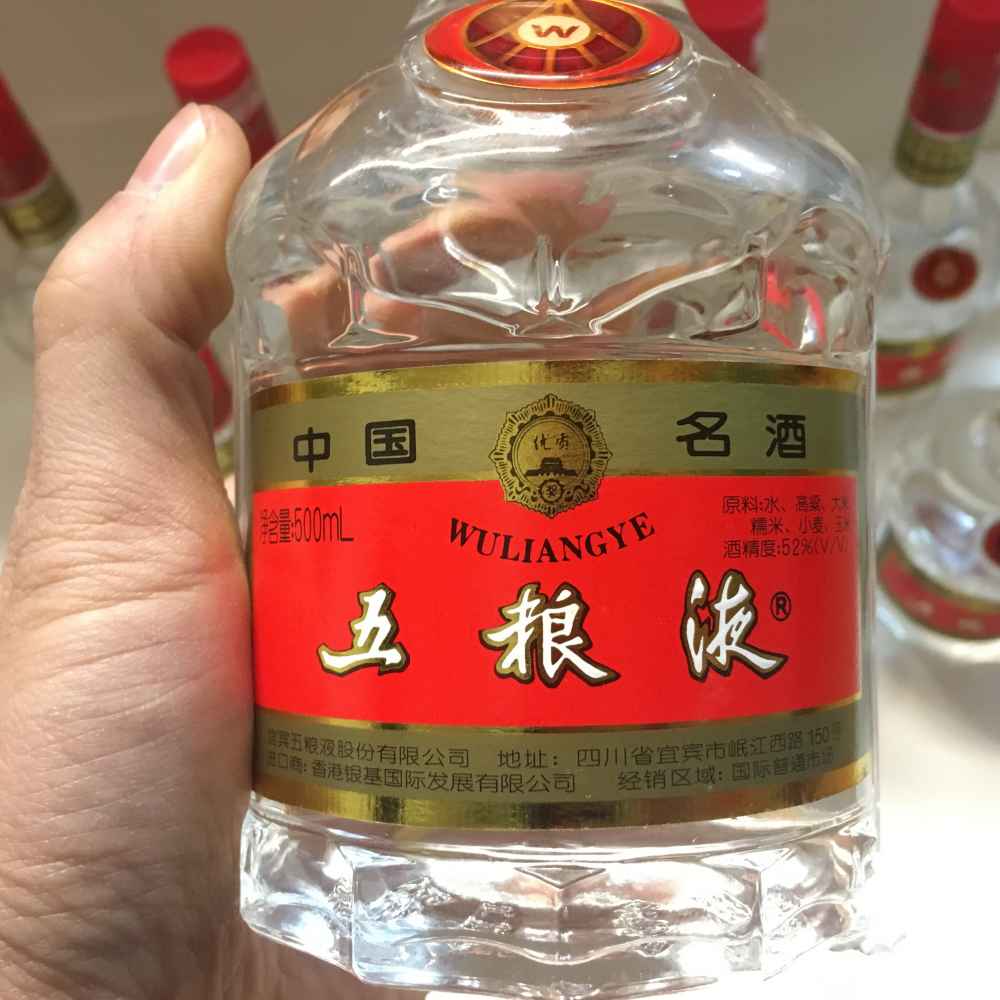 W
中国 名酒
优质
奖
净含量:500mL
WULIANGYE
原料:水、高粱、大米
糯米、小麦、玉米
酒精度:52%(V/V)
五粮液®
宜宾五粮液股份有限公司 地址: 四川省宜宾市岷江西路150号
进口商: 香港银基国际发展有限公司 经销区域: 国际普通市场